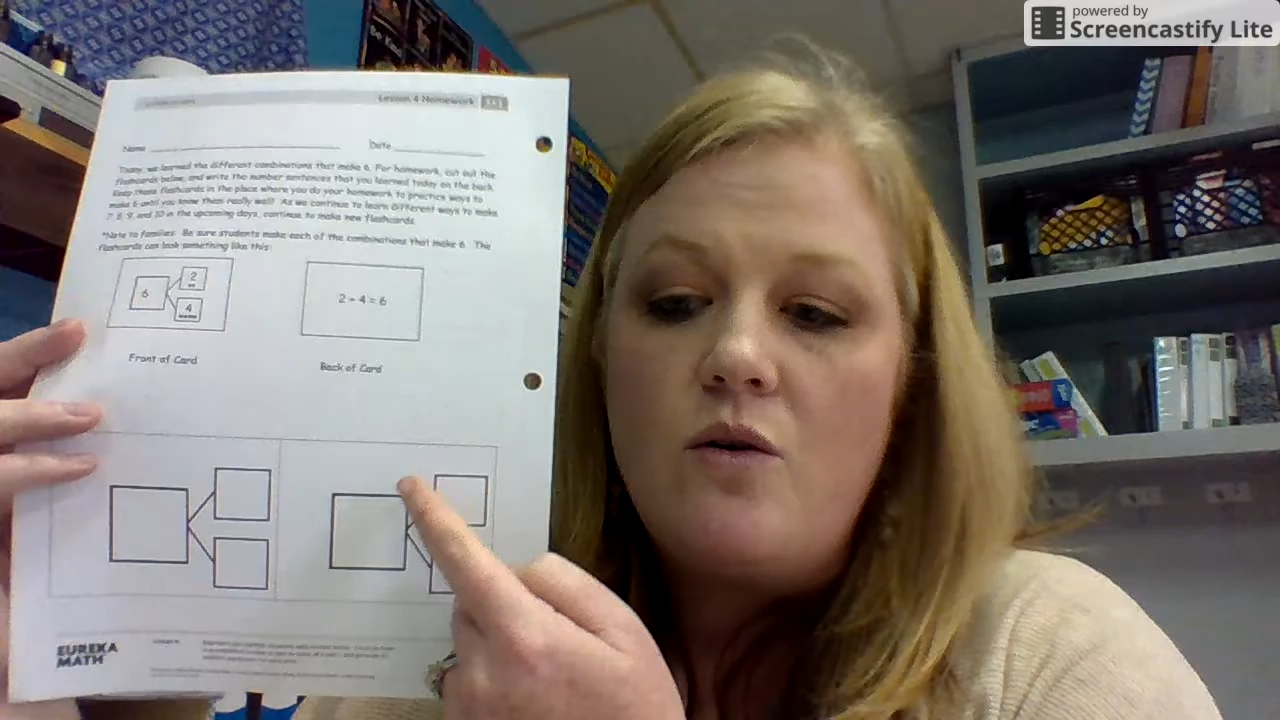 powered by
Screencastify Lite
Be Kind
Lesson 4 Homework
Name Date
Today, we learned the different combinations that make 6. For homework, cut out the
flashcards below, and write the number sentences that you learned today on the back.
Keep these flashcards in the place where you do your homework to practice ways to
make 6 until you know them really well! As we continue to learn different ways to make
7, 8, 9, and 10 in the upcoming days, continue to make new flashcards.
*Note to families: Be sure students make each of the combinations that make 6. The
flashcards can look something like this:
6
2
4
2 + 4 = 6
Front of Card
Back of Card
EUREKA
MATH